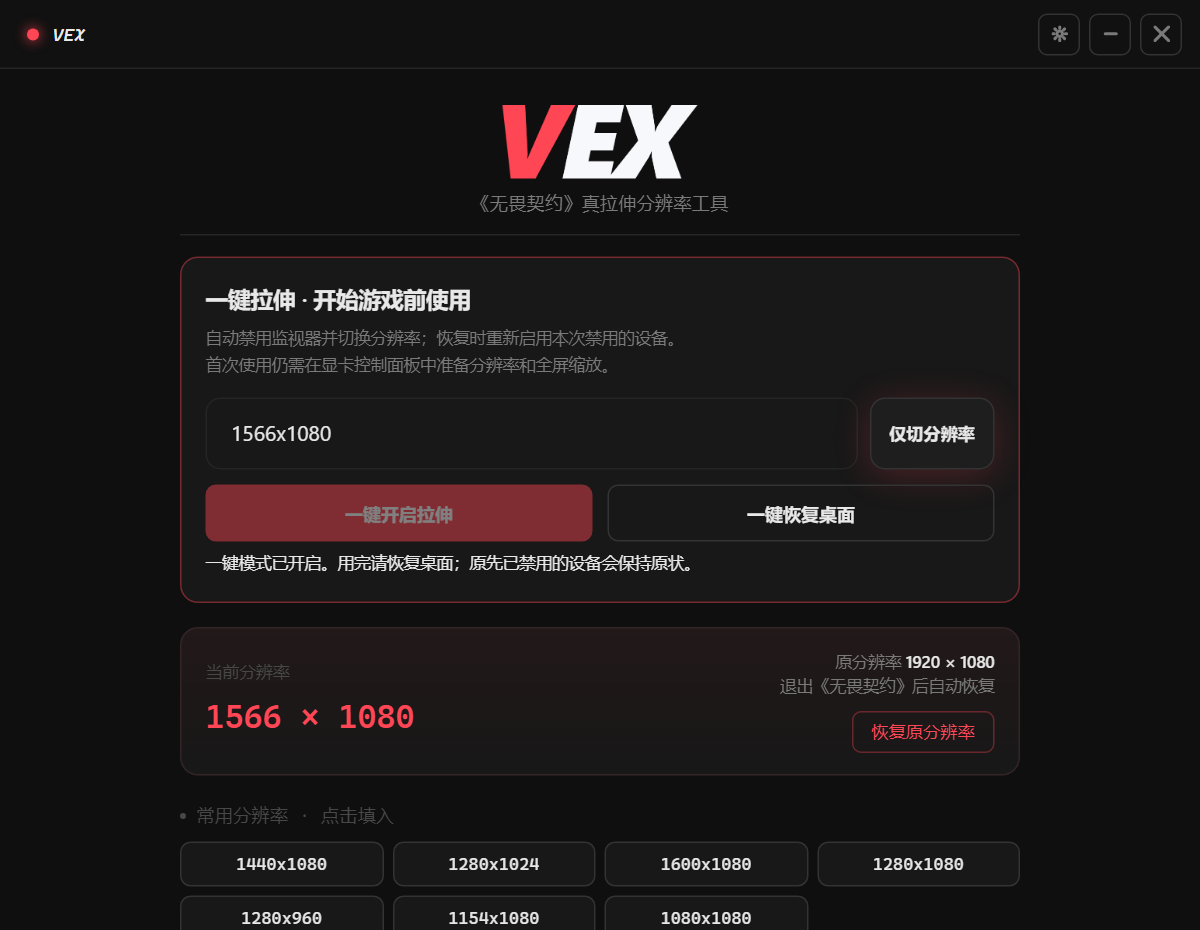 VEX
VEX
《无畏契约》真拉伸分辨率工具
一键拉伸 · 开始游戏前使用
自动禁用监视器并切换分辨率；恢复时重新启用本次禁用的设备。
首次使用仍需在显卡控制面板中准备分辨率和全屏缩放。
1566x1080
仅切分辨率
一键开启拉伸
一键恢复桌面
一键模式已开启。用完请恢复桌面；原先已禁用的设备会保持原状。
当前分辨率
1566 × 1080
原分辨率 1920 × 1080
退出《无畏契约》后自动恢复
恢复原分辨率
• 常用分辨率 · 点击填入
1440x1080
1280x1024
1600x1080
1280x1080
1280x960
1154x1080
1080x1080